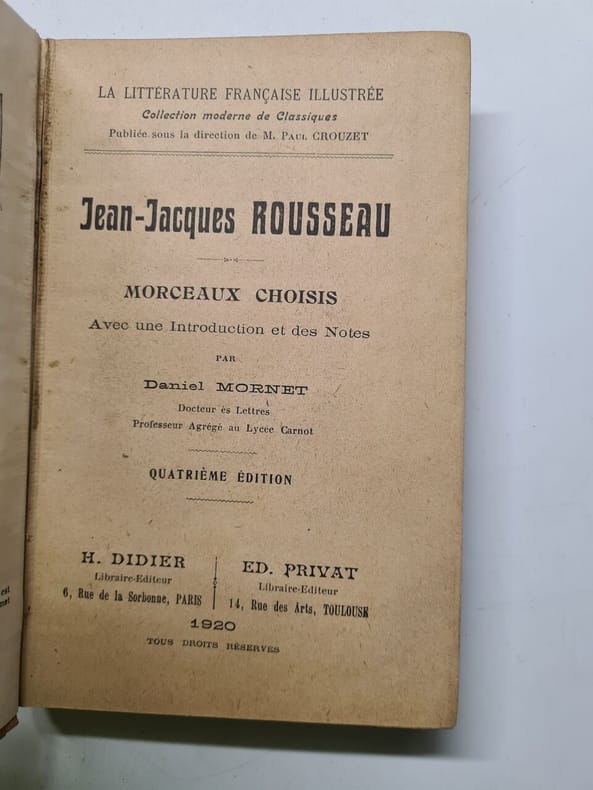 LA LITTÉRATURE FRANÇAISE ILLUSTRÉE
Collection moderne de Classiques
Publiée sous la direction de M. PAUL CROUZET
Jean-Jacques ROUSSEAU
MORCEAUX CHOISIS
Avec une Introduction et des Notes
PAR
Daniel MORNET
Docteur ès Lettres
Professeur Agrégé au Lycée Carnot
QUATRIÈME ÉDITION
H. DIDIER
Libraire-Editeur
6, Rue de la Sorbonne, PARIS
ED. PRIVAT
Libraire-Editeur
14, Rue des Arts, TOULOUSE
1920
TOUS DROITS RÉSERVÉS
est